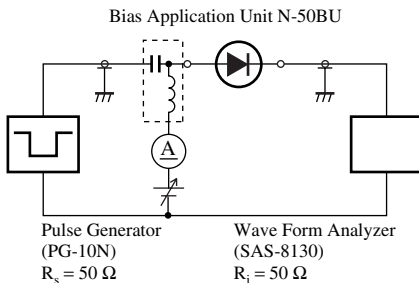 Bias Application Unit N-50BU
A
Pulse Generator
(PG-10N)
Rs = 50 Ω
Wave Form Analyzer
(SAS-8130)
Ri = 50 Ω